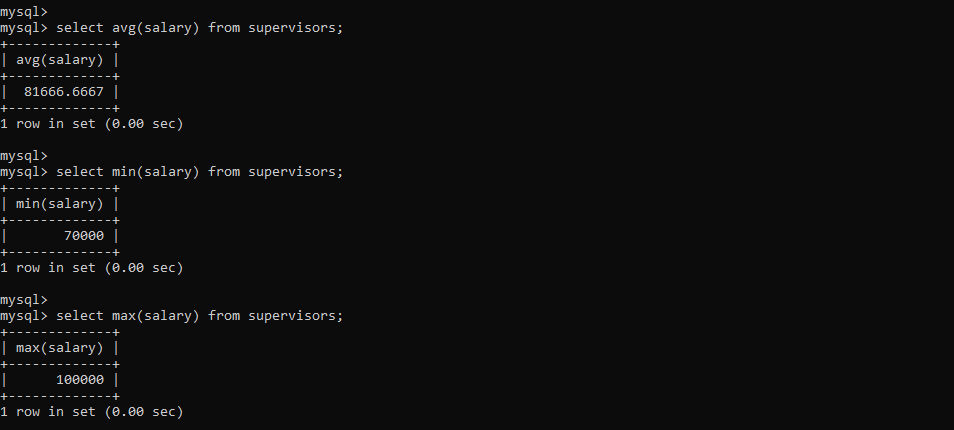 mysql>
mysql> select avg(salary) from supervisors;
+-------------+
| avg(salary) |
+-------------+
|  81666.6667 |
+-------------+
1 row in set (0.00 sec)

mysql>
mysql> select min(salary) from supervisors;
+-------------+
| min(salary) |
+-------------+
|       70000 |
+-------------+
1 row in set (0.00 sec)

mysql>
mysql> select max(salary) from supervisors;
+-------------+
| max(salary) |
+-------------+
|      100000 |
+-------------+
1 row in set (0.00 sec)